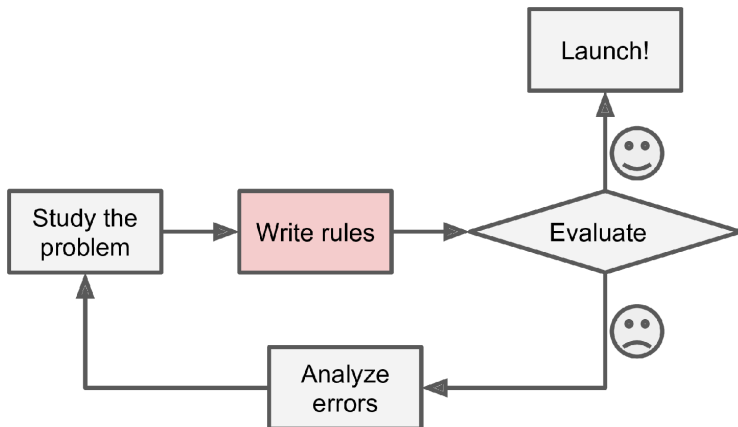 Launch!
Study the
problem
Write rules
Evaluate
Analyze
errors